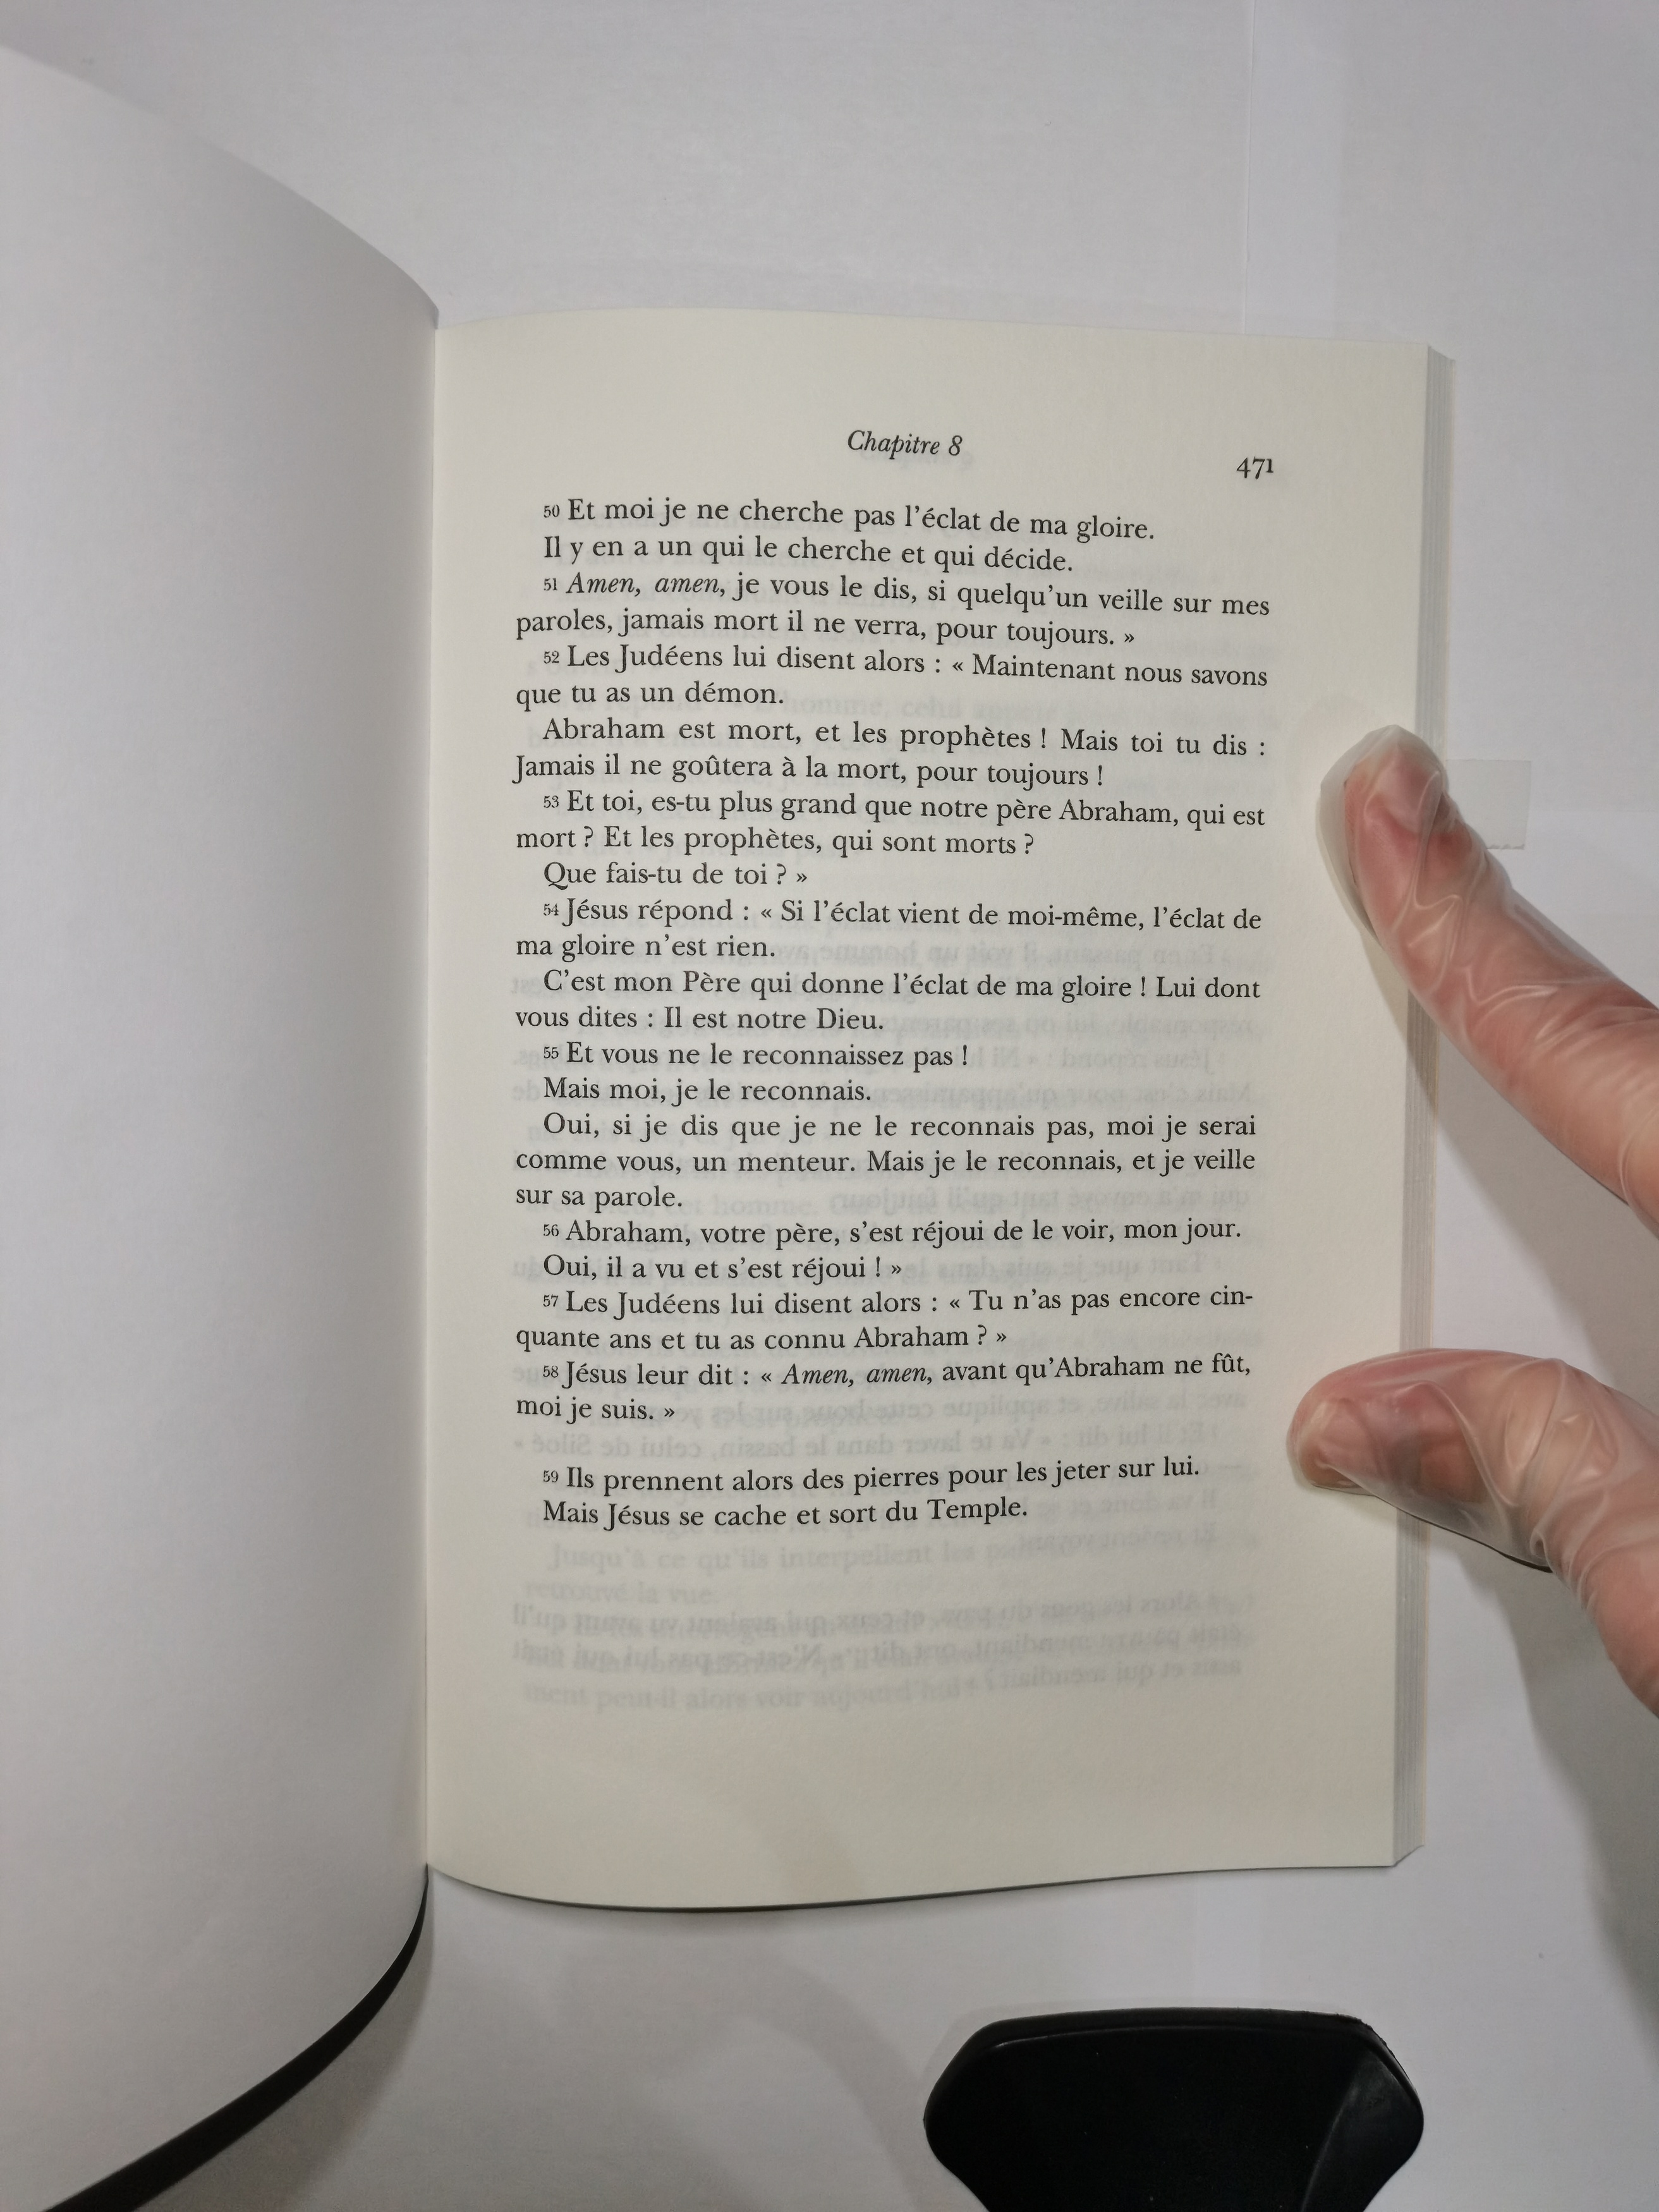 Chapitre 8
471
50 Et moi je ne cherche pas l’éclat de ma gloire.
Il y en a un qui le cherche et qui décide.
51 Amen, amen, je vous le dis, si quelqu’un veille sur mes
paroles, jamais mort il ne verra, pour toujours. »
52 Les Judéens lui disent alors : « Maintenant nous savons
que tu as un démon.
Abraham est mort, et les prophètes ! Mais toi tu dis :
Jamais il ne goûtera à la mort, pour toujours !
53 Et toi, es-tu plus grand que notre père Abraham, qui est
mort ? Et les prophètes, qui sont morts ?
Que fais-tu de toi ? »
54 Jésus répond : « Si l’éclat vient de moi-même, l’éclat de
ma gloire n’est rien.
C’est mon Père qui donne l’éclat de ma gloire ! Lui dont
vous dites : Il est notre Dieu.
55 Et vous ne le reconnaissez pas !
Mais moi, je le reconnais.
Oui, si je dis que je ne le reconnais pas, moi je serai
comme vous, un menteur. Mais je le reconnais, et je veille
sur sa parole.
56 Abraham, votre père, s’est réjoui de le voir, mon jour.
Oui, il a vu et s’est réjoui ! »
57 Les Judéens lui disent alors : « Tu n’as pas encore cin-
quante ans et tu as connu Abraham ? »
58 Jésus leur dit : « Amen, amen, avant qu’Abraham ne fût,
moi je suis. »
59 Ils prennent alors des pierres pour les jeter sur lui.
Mais Jésus se cache et sort du Temple.